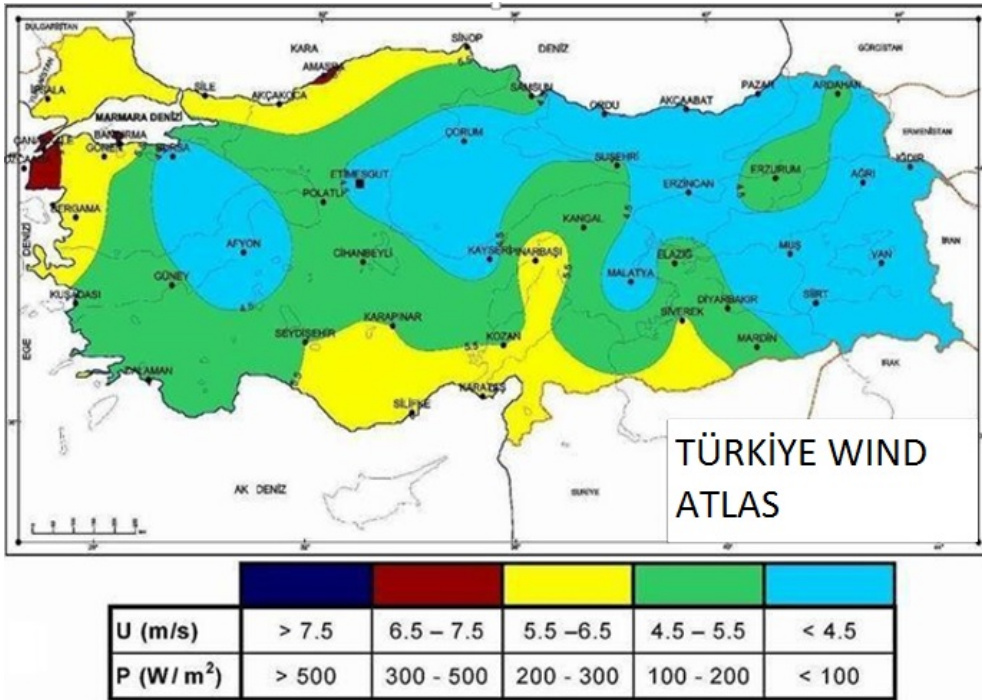 BULGARİSTAN
KARA
DENİZ
SİNOP
GÜRCİSTAN
AMASRA
İPSALA
ŞİLE
AKÇAKOCA
SAMSUN
ORDU
AKÇAABAT
PAZAR
ARDAHAN
MARMARA DENİZİ
BANDIRMA
GÖNEN
BURSA
ÇORUM
ERMENİSTAN
SUŞEHRİ
ERZURUM
IĞDIR
ETİMESGUT
POLATLI
ERZİNCAN
AĞRI
BERGAMA
KANGAL
AFYON
CİHANBEYLİ
KAYSERİ
PINARBAŞI
ELAZIĞ
MUŞ
VAN
İRAN
GÜNEY
MALATYA
SİİRT
KUŞADASI
DİYARBAKIR
KARAPINAR
SİVEREK
SEYDİŞEHİR
KOZAN
MARDİN
EGE DENİZİ
DALAMAN
KARATAŞ
SİLİFKE
IRAK
AK DENİZ
SURİYE
TÜRKİYE WIND
ATLAS
U (m/s) > 7.5 6.5 – 7.5 5.5 –6.5 4.5 – 5.5 < 4.5
P (W/ m²) > 500 300 - 500 200 - 300 100 - 200 < 100